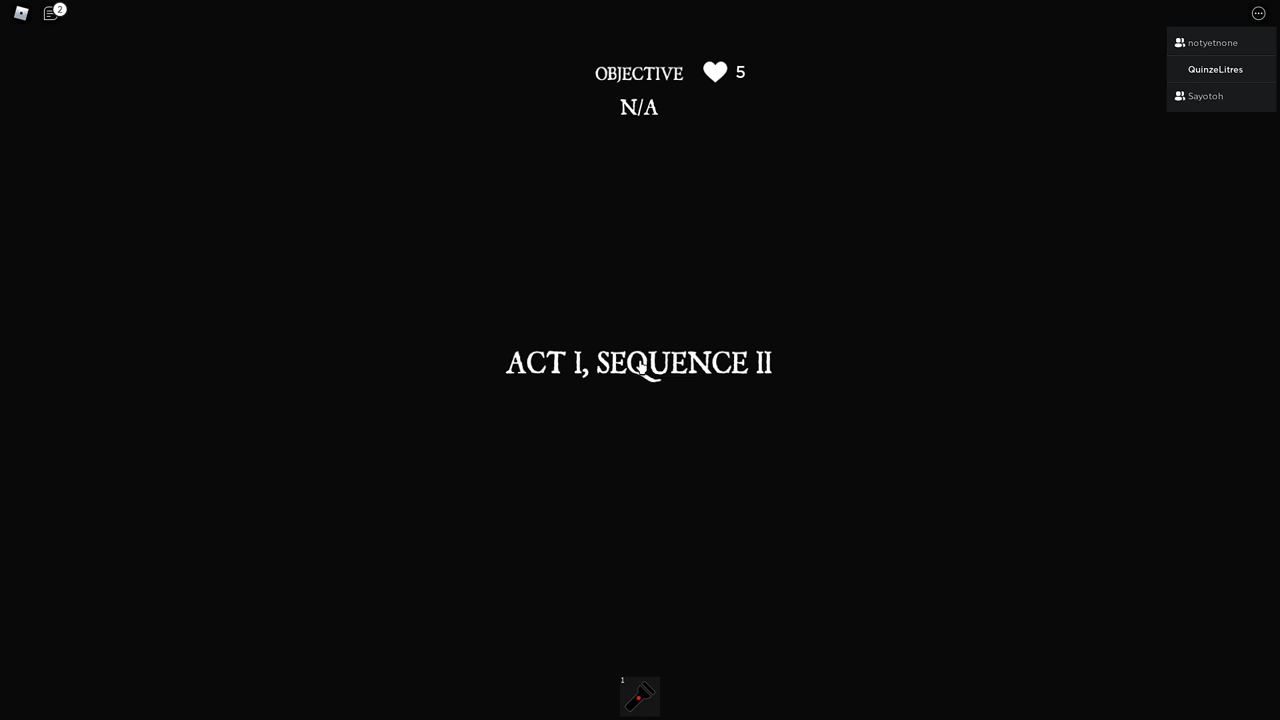 2
notyetnone
QuinzeLitres
Sayotoh
OBJECTIVE 5
N/A
ACT I, SEQUENCE II
1